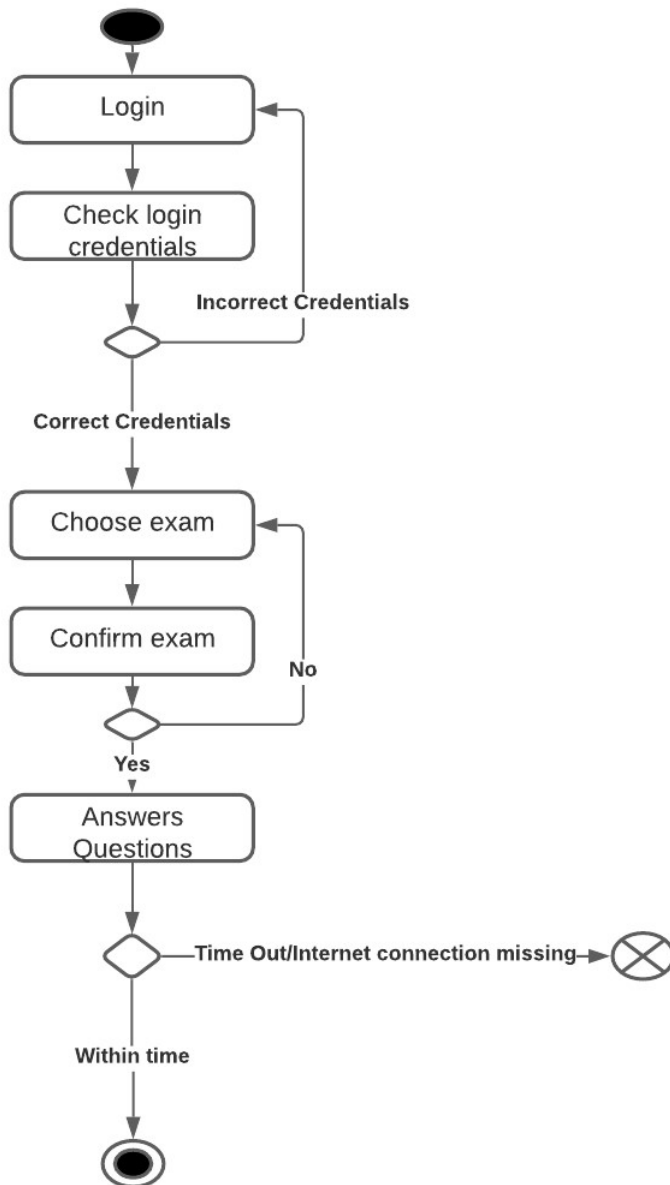 Login
Check login
credentials
Incorrect Credentials
Correct Credentials
Choose exam
Confirm exam
No
Yes
Answers
Questions
Time Out/Internet connection missing
Within time